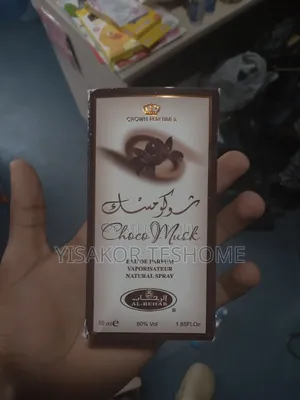 CROWN PERFUMES
شوكو مسك
Choco Musk
YISAKOR TESHOME
EAU DE PARFUM
VAPORISATEUR
NATURAL SPRAY
الرحاب
AL-REHAB
50 ml e
80% Vol
1.65Fl.Oz